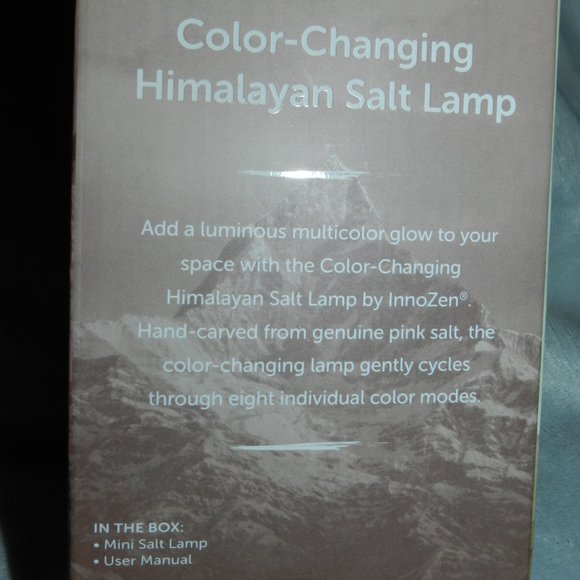 Color-Changing
Himalayan Salt Lamp
Add a luminous multicolor glow to your
space with the Color-Changing
Himalayan Salt Lamp by InnoZen®.
Hand-carved from genuine pink salt, the
color-changing lamp gently cycles
through eight individual color modes.
IN THE BOX:
• Mini Salt Lamp
• User Manual